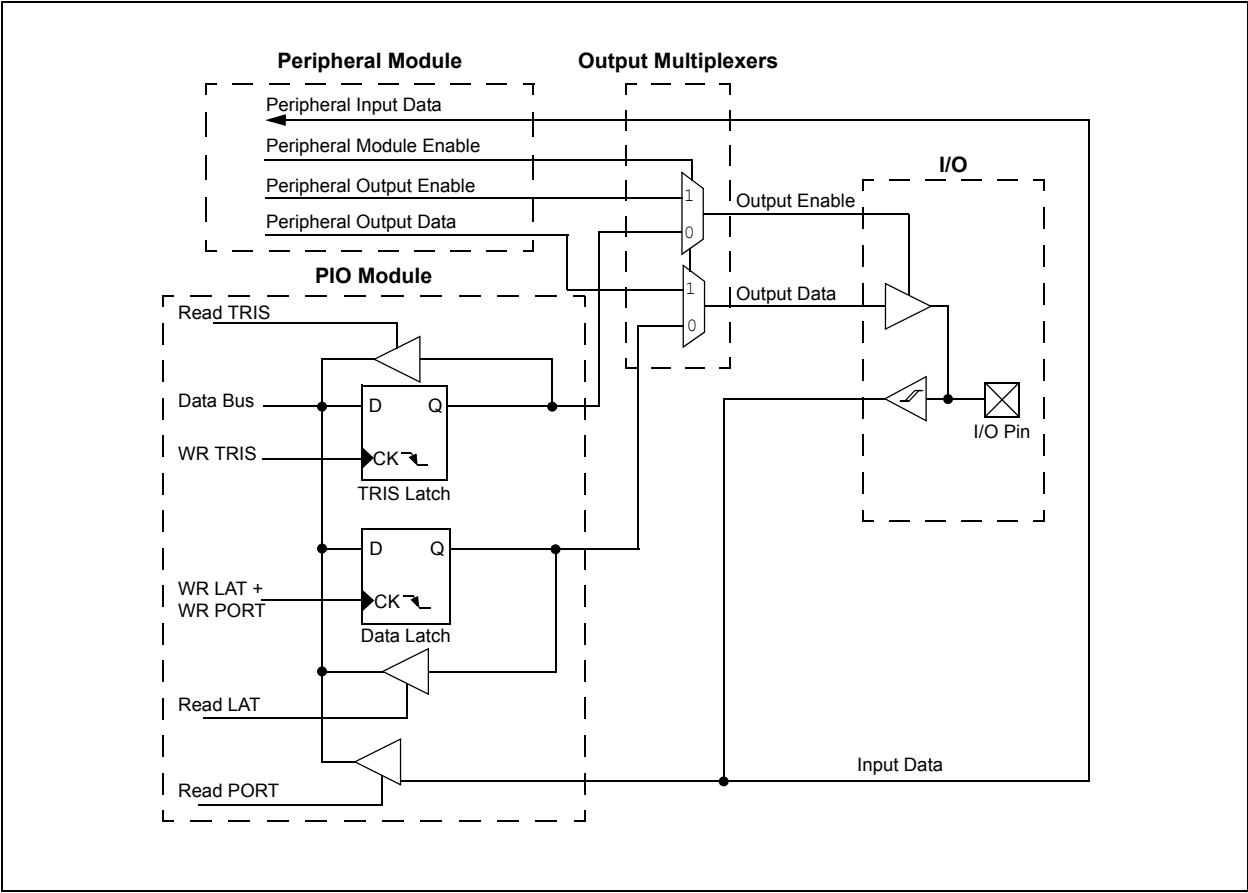 Peripheral Module
Output Multiplexers
Peripheral Input Data
Peripheral Module Enable
Peripheral Output Enable
Peripheral Output Data
1
0
1
0
Output Enable
Output Data
I/O
I/O Pin
PIO Module
Read TRIS
Data Bus
D Q
WR TRIS
CK
TRIS Latch
D Q
WR LAT +
WR PORT
CK
Data Latch
Read LAT
Read PORT
Input Data